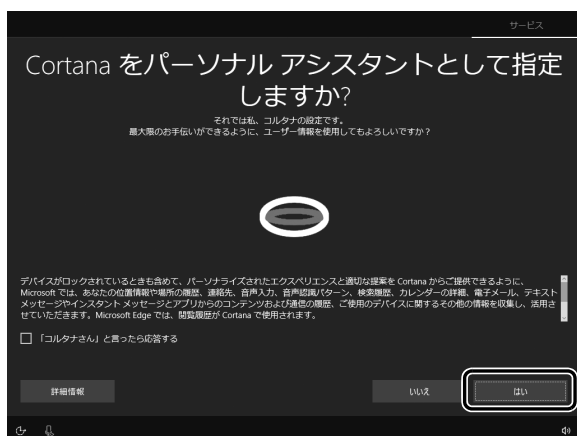 サービス
Cortana をパーソナル アシスタントとして指定
しますか?
それでは私、コルタナの設定です。
最大限のお手伝いができるように、ユーザー情報を使用してもよろしいですか？
デバイスがロックされているときも含めて、パーソナライズされたエクスペリエンスと適切な提案を Cortana からご提供できるように、
Microsoft では、あなたの位置情報や場所の履歴、連絡先、音声入力、音声認識パターン、検索履歴、カレンダーの詳細、電子メール、テキスト
メッセージやインスタント メッセージとアプリからのコンテンツおよび通信の履歴、ご使用のデバイスに関するその他の情報を収集し、活用さ
せていただきます。Microsoft Edge では、閲覧履歴が Cortana で使用されます。
「コルタナさん」と言ったら応答する
詳細情報
いいえ
はい